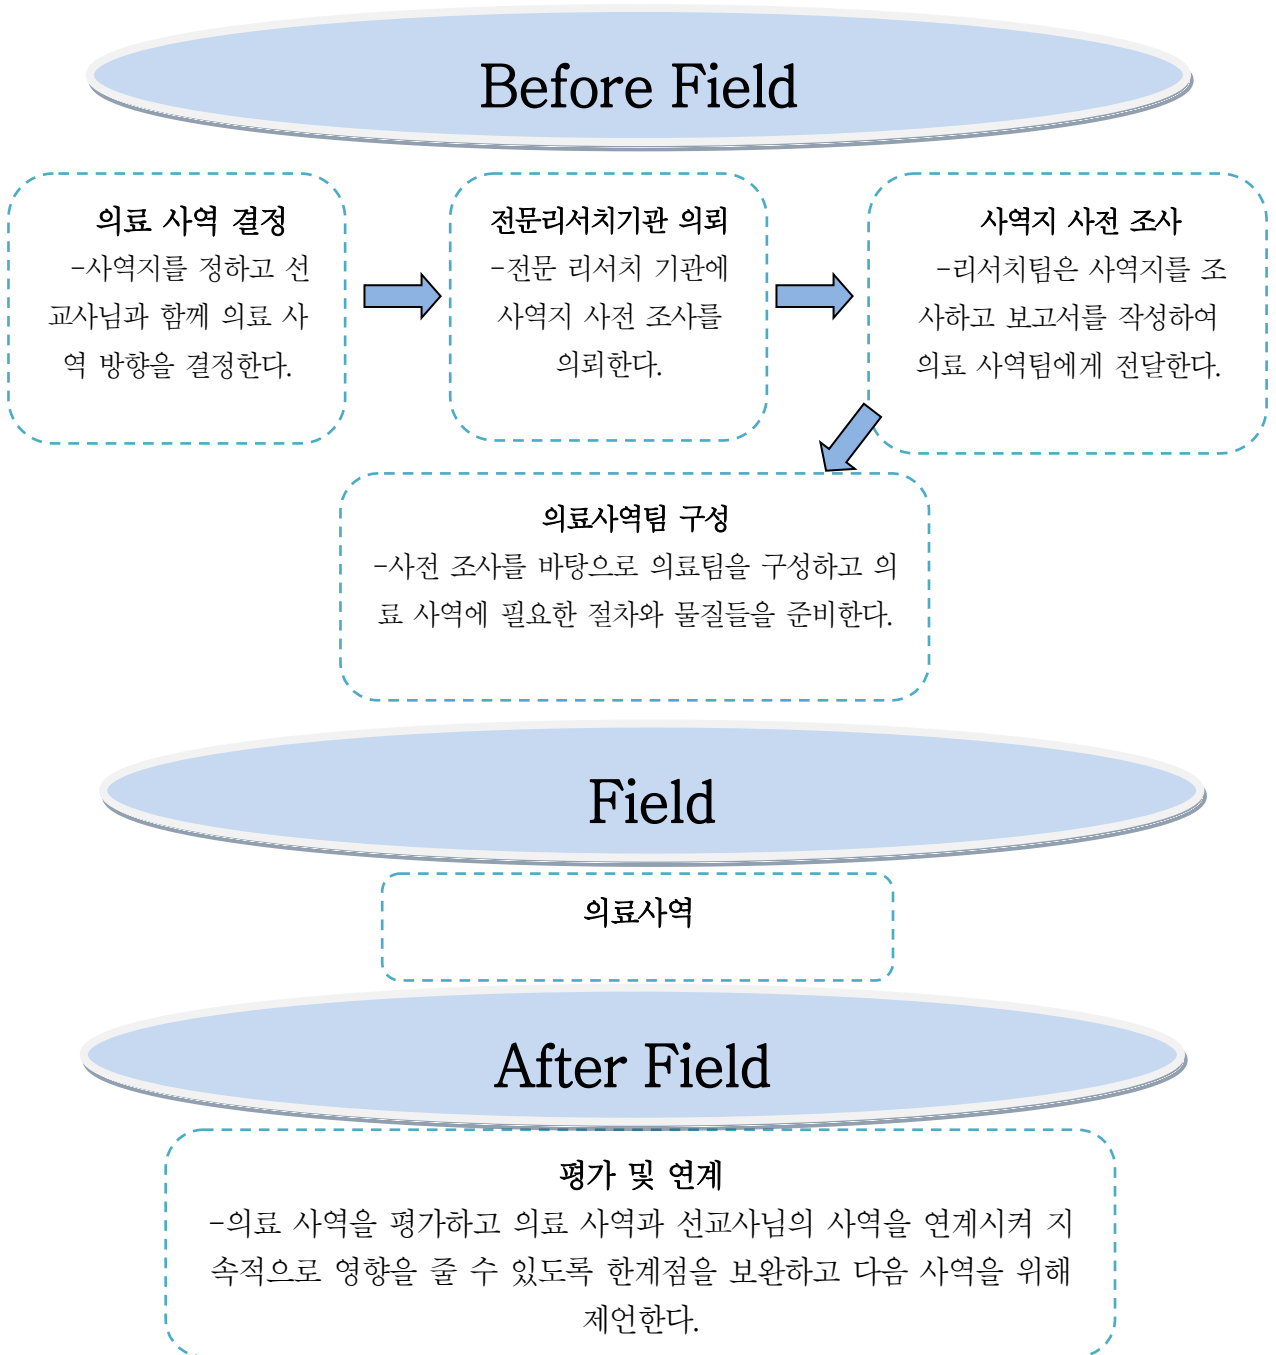 Before Field
의료 사역 결정
-사역지를 정하고 선
교사님과 함께 의료 사
역 방향을 결정한다.
전문리서치기관 의뢰
-전문 리서치 기관에
사역지 사전 조사를
의뢰한다.
사역지 사전 조사
-리서치팀은 사역지를 조
사하고 보고서를 작성하여
의료 사역팀에게 전달한다.
의료사역팀 구성
-사전 조사를 바탕으로 의료팀을 구성하고 의
료 사역에 필요한 절차와 물질들을 준비한다.
Field
의료사역
After Field
평가 및 연계
-의료 사역을 평가하고 의료 사역과 선교사님의 사역을 연계시켜 지
속적으로 영향을 줄 수 있도록 한계점을 보완하고 다음 사역을 위해
제언한다.